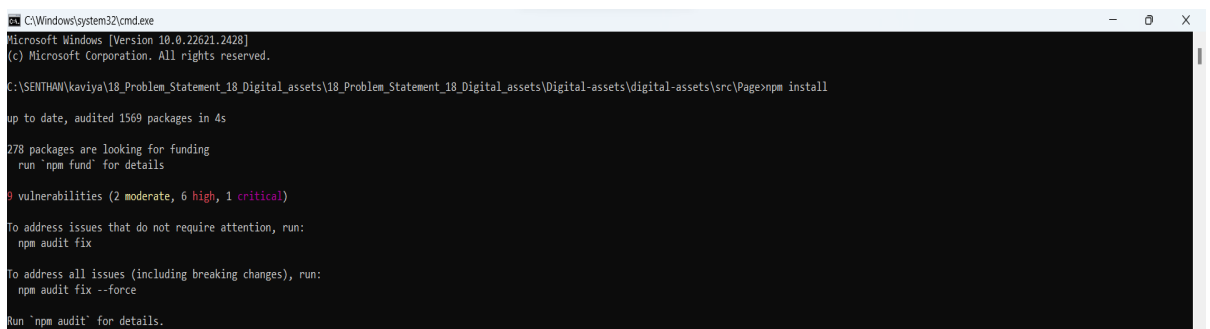 C:\Windows\system32\cmd.exe
Microsoft Windows [Version 10.0.22621.2428]
(c) Microsoft Corporation. All rights reserved.
C:\SENTHAN\kaviya\18_Problem_Statement_18_Digital_assets\18_Problem_Statement_18_Digital_assets\Digital-assets\digital-assets\src\Page>npm install
up to date, audited 1569 packages in 4s
278 packages are looking for funding
run `npm fund` for details
9 vulnerabilities (2 moderate, 6 high, 1 critical)
To address issues that do not require attention, run:
npm audit fix
To address all issues (including breaking changes), run:
npm audit fix --force
Run `npm audit` for details.